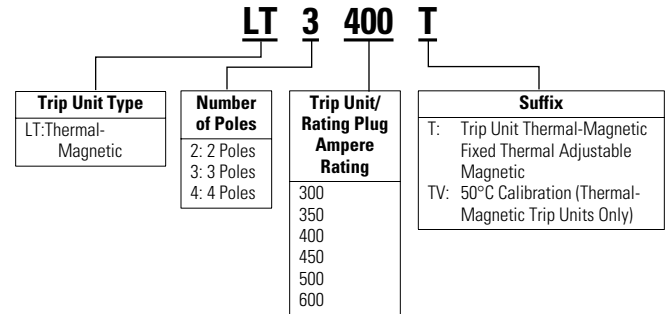 LT 3 400 T
Trip Unit Type
LT:Thermal-
Magnetic
Number
of Poles
2: 2 Poles
3: 3 Poles
4: 4 Poles
Trip Unit/
Rating Plug
Ampere
Rating
300
350
400
450
500
600
Suffix
T: Trip Unit Thermal-Magnetic
Fixed Thermal Adjustable
Magnetic
TV: 50°C Calibration (Thermal-
Magnetic Trip Units Only)